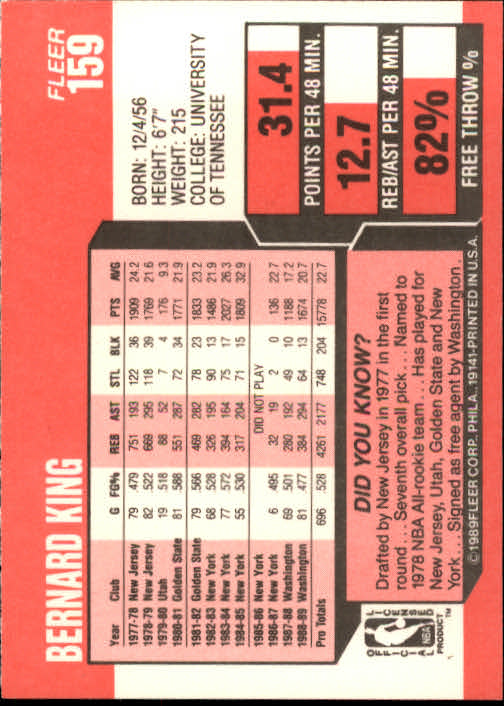 FLEER
159
BERNARD KING
BORN: 12/4/56
HEIGHT: 6'7"
WEIGHT: 215
COLLEGE: UNIVERSITY
OF TENNESSEE
Year Club G FG% REB AST STL BLK PTS AVG
1977-78 New Jersey 79 .479 751 193 122 36 1909 24.2
1978-79 New Jersey 82 .522 669 295 118 39 1769 21.6
1979-80 Utah 19 .518 88 52 7 4 176 9.3
1980-81 Golden State 81 .588 551 287 72 34 1771 21.9
1981-82 Golden State 79 .566 469 282 78 23 1833 23.2
1982-83 New York 68 .528 326 195 90 13 1486 21.9
1983-84 New York 77 .572 394 164 75 17 2027 26.3
1984-85 New York 55 .530 317 204 71 15 1809 32.9
1985-86 New York DID NOT PLAY
1986-87 New York 6 .495 32 19 2 0 136 22.7
1987-88 Washington 69 .501 280 192 49 10 1188 17.2
1988-89 Washington 81 .477 384 294 64 13 1674 20.7
Pro Totals 696 .528 4261 2177 748 204 15778 22.7
31.4
POINTS PER 48 MIN.
12.7
REB/AST PER 48 MIN.
82%
FREE THROW %
DID YOU KNOW?
Drafted by New Jersey in 1977 in the first
round . . . Seventh overall pick . . . Named to
1978 NBA All-rookie team . . . Has played for
New Jersey, Utah, Golden State and New
York . . . Signed as free agent by Washington.
©1989FLEER CORP., PHILA..19141-PRINTED IN U.S.A.
OFFICIAL LICENSED
NBA
PRODUCT™